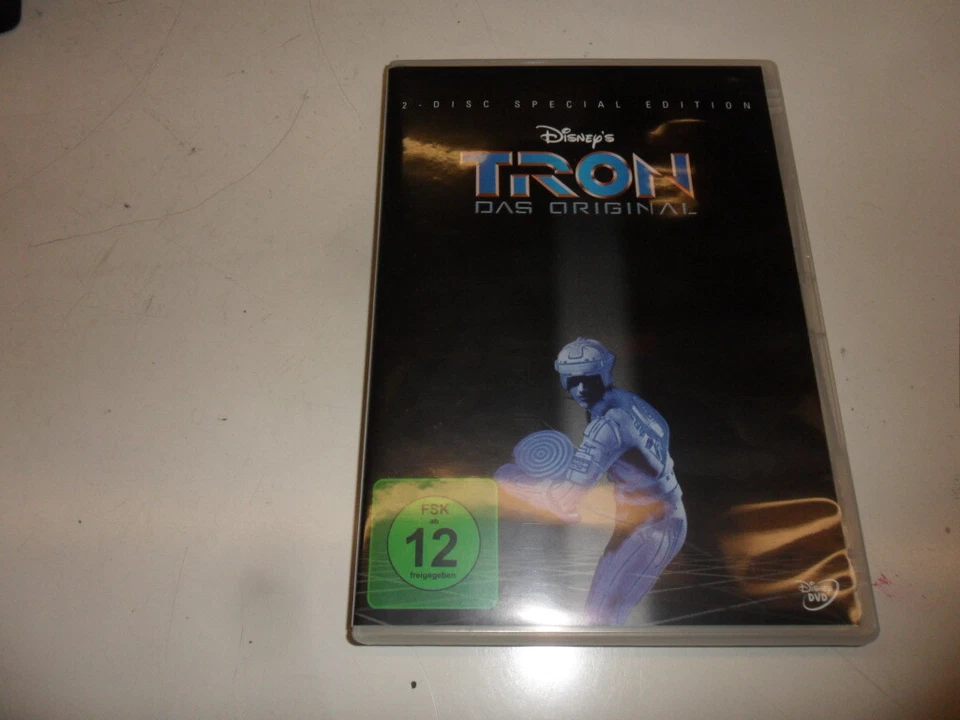 2-DISC SPECIAL EDITION
Disney's
TRON
DAS ORIGINAL
FSK
ab
12
freigegeben
Disney
DVD